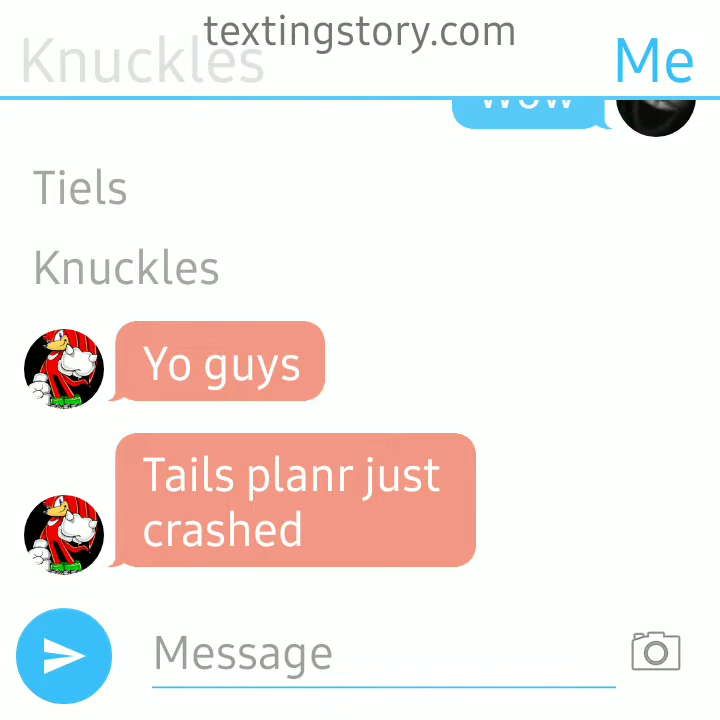 textingstory.com
Knuckles
Me
Wow
Tiels
Knuckles
Yo guys
Tails planr just
crashed
Message